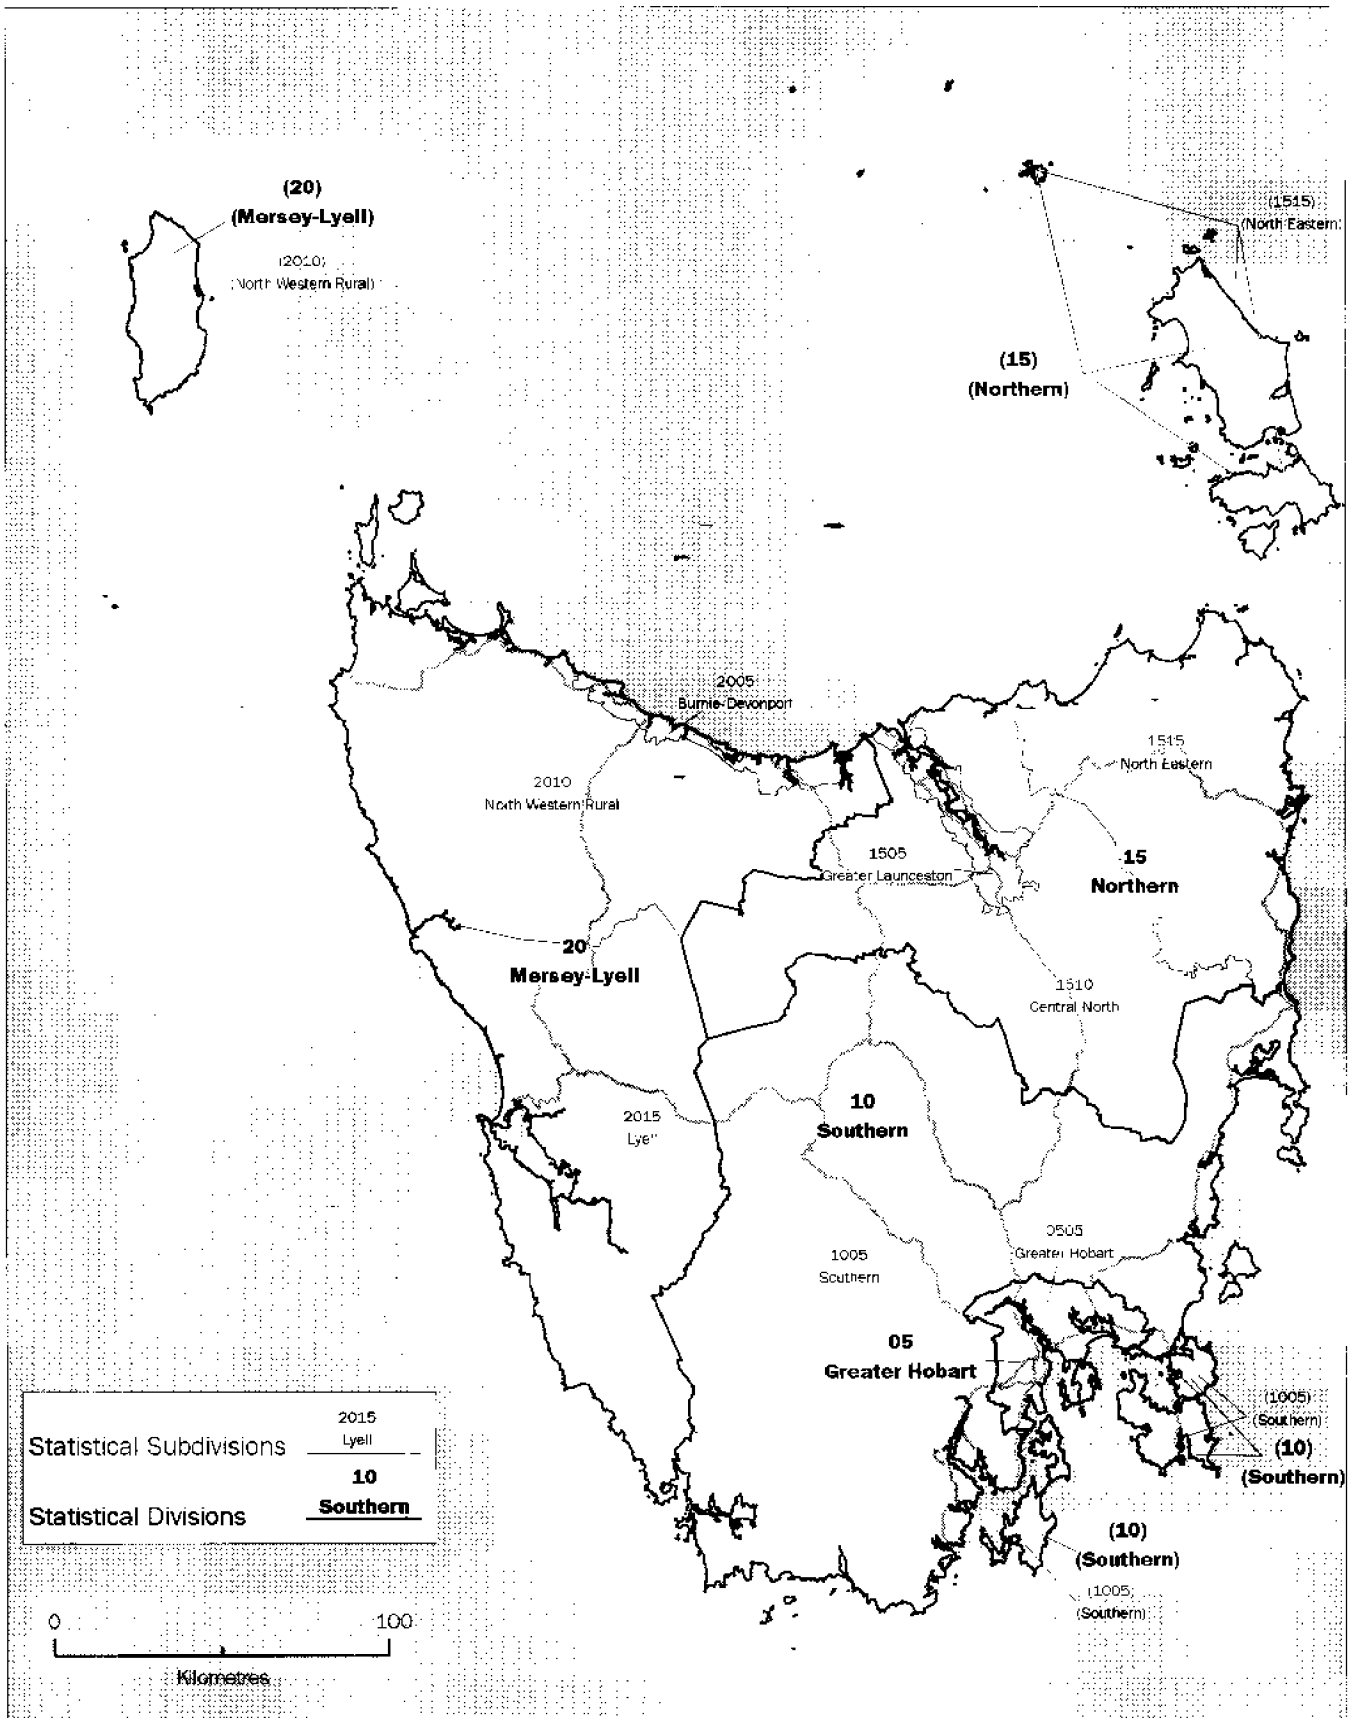 (20)
(Mersey-Lyell)
(2010)
(North Western Rural)
(1515)
(North Eastern)
(15)
(Northern)
2005
Burnie-Devonport
1515
North Eastern
2010
North Western Rural
1505
Greater Launceston
15
Northern
20
Mersey-Lyell
1510
Central North
10
Southern
2015
Lyell
0505
Greater Hobart
1005
Southern
05
Greater Hobart
(1005)
(Southern)
(10)
(Southern)
2015
Lyell
Statistical Subdivisions
10
Southern
Statistical Divisions
(10)
(Southern)
(1005)
(Southern)
0
100
Kilometres